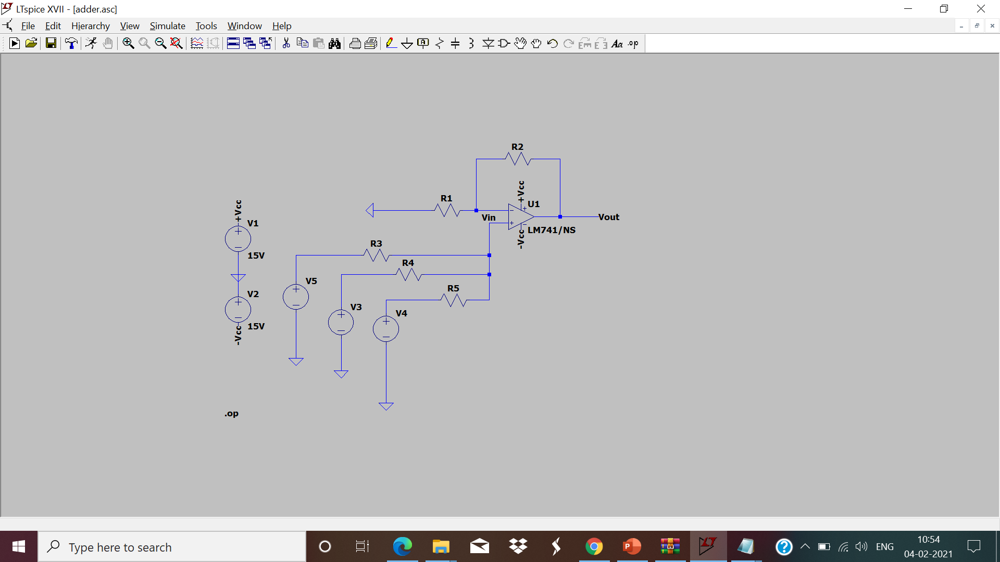 LTspice XVII - [adder.asc]
File Edit Hierarchy View Simulate Tools Window Help
.op
R2
+Vcc
U1
R1
Vin
Vout
LM741/NS
-Vcc
+Vcc
V1
15V
R3
R4
V5
R5
V2
V3
V4
15V
-Vcc
.op
Type here to search
ENG
10:54
04-02-2021